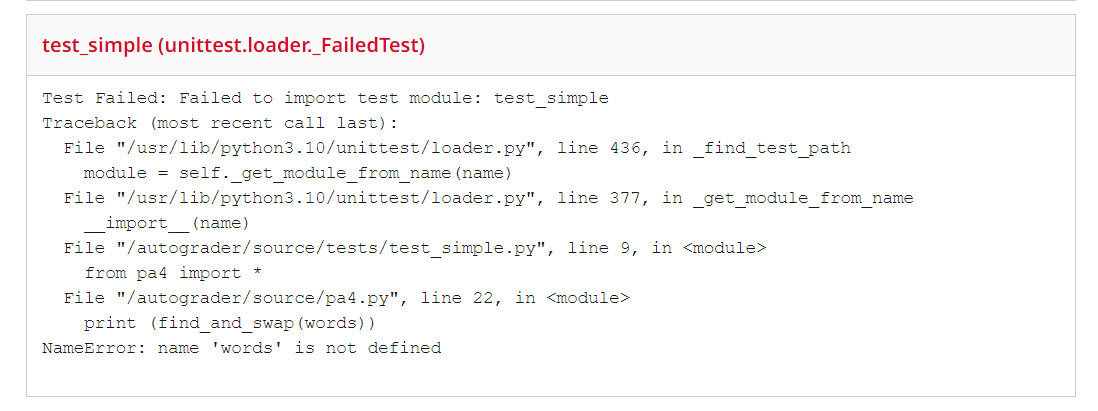 test_simple (unittest.loader._FailedTest)
Test Failed: Failed to import test module: test_simple
Traceback (most recent call last):
  File "/usr/lib/python3.10/unittest/loader.py", line 436, in _find_test_path
    module = self._get_module_from_name(name)
  File "/usr/lib/python3.10/unittest/loader.py", line 377, in _get_module_from_name
    __import__(name)
  File "/autograder/source/tests/test_simple.py", line 9, in <module>
    from pa4 import *
  File "/autograder/source/pa4.py", line 22, in <module>
    print (find_and_swap(words))
NameError: name 'words' is not defined